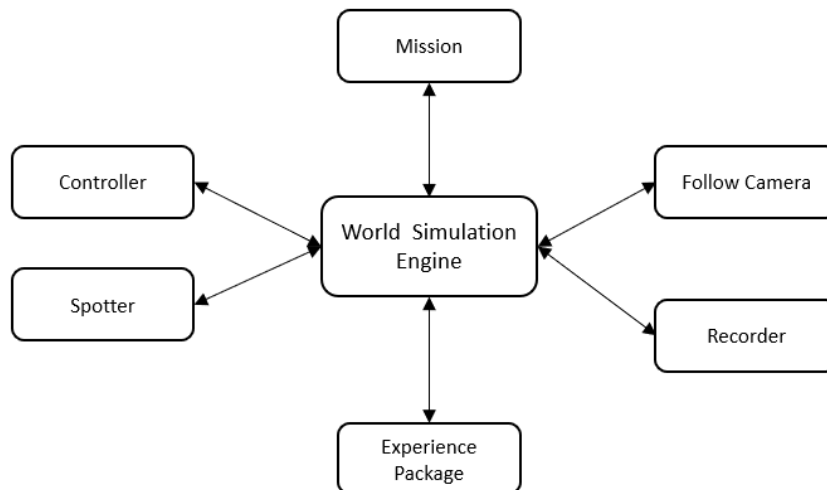 Mission
Controller
Follow Camera
World Simulation
Engine
Spotter
Recorder
Experience
Package